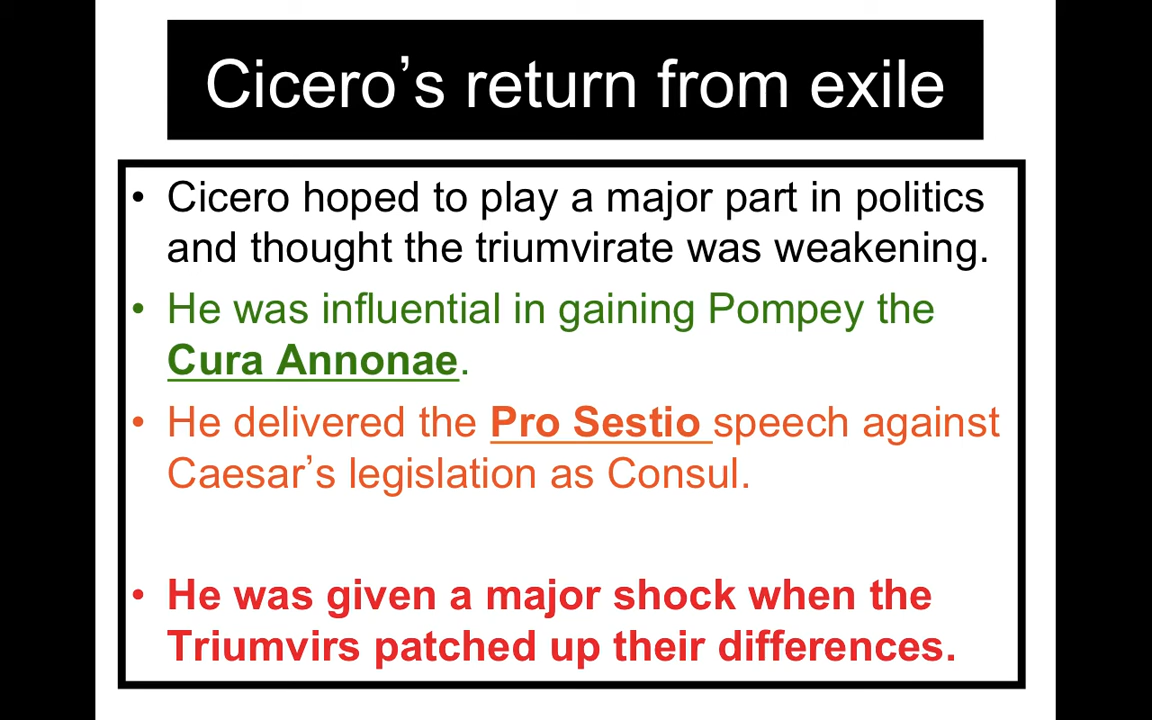 Cicero’s return from exile
• Cicero hoped to play a major part in politics
and thought the triumvirate was weakening.
• He was influential in gaining Pompey the
Cura Annonae.
• He delivered the Pro Sestio speech against
Caesar’s legislation as Consul.
• He was given a major shock when the
Triumvirs patched up their differences.